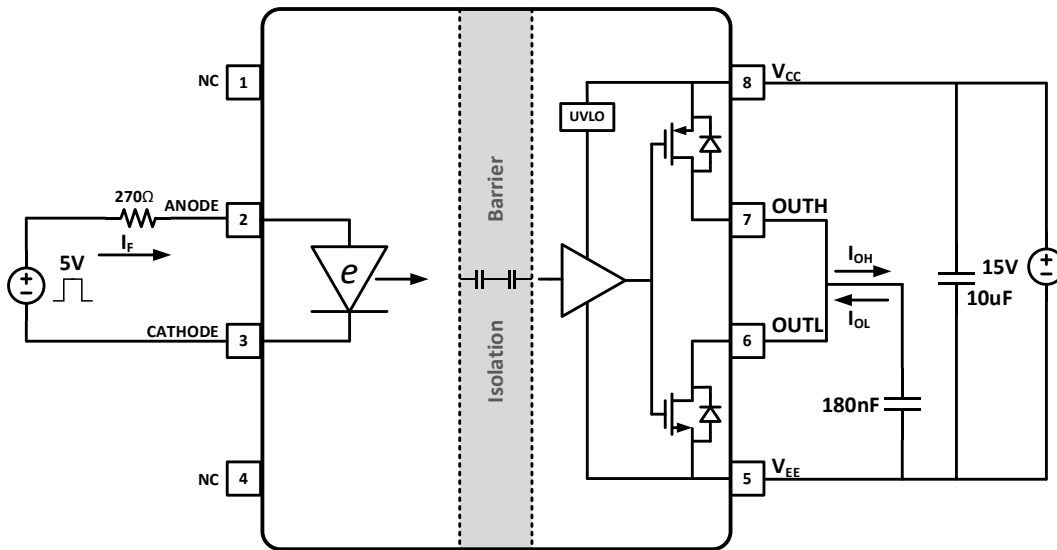 NC
1
8
V_CC
UVLO
Barrier
270Ω
ANODE
2
7
OUTH
I_F
5V
e
I_OH
15V
10uF
I_OL
CATHODE
3
6
OUTL
Isolation
180nF
NC
4
5
V_EE